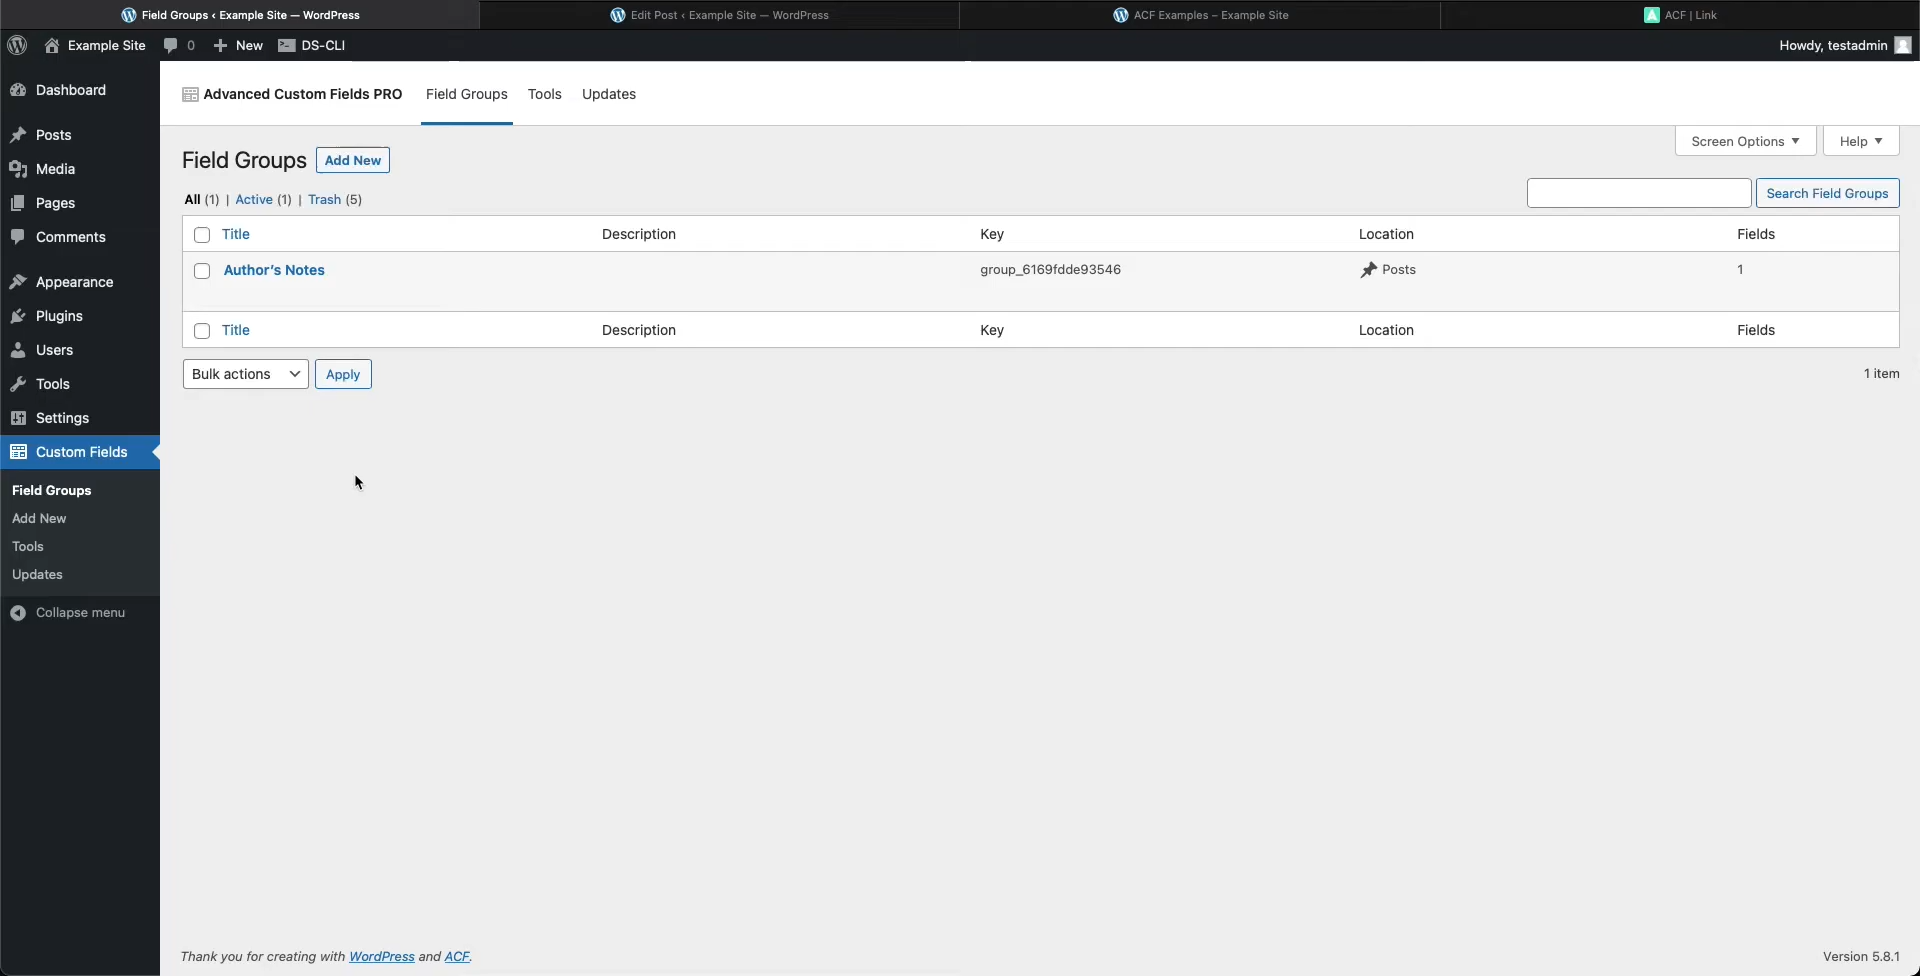 Field Groups ‹ Example Site — WordPress
Edit Post ‹ Example Site — WordPress
ACF Examples – Example Site
ACF | Link
Example Site
0
New
DS-CLI
Howdy, testadmin
Dashboard
Posts
Media
Pages
Comments
Appearance
Plugins
Users
Tools
Settings
Custom Fields
Field Groups
Add New
Tools
Updates
Collapse menu
Advanced Custom Fields PRO
Field Groups
Tools
Updates
Screen Options ▼
Help ▼
Field Groups
Add New
All (1) | Active (1) | Trash (5)
Search Field Groups
Title Description Key Location Fields
Author’s Notes group_6169fdde93546 Posts 1
Title Description Key Location Fields
Bulk actions
Apply
1 item
Thank you for creating with WordPress and ACF.
Version 5.8.1